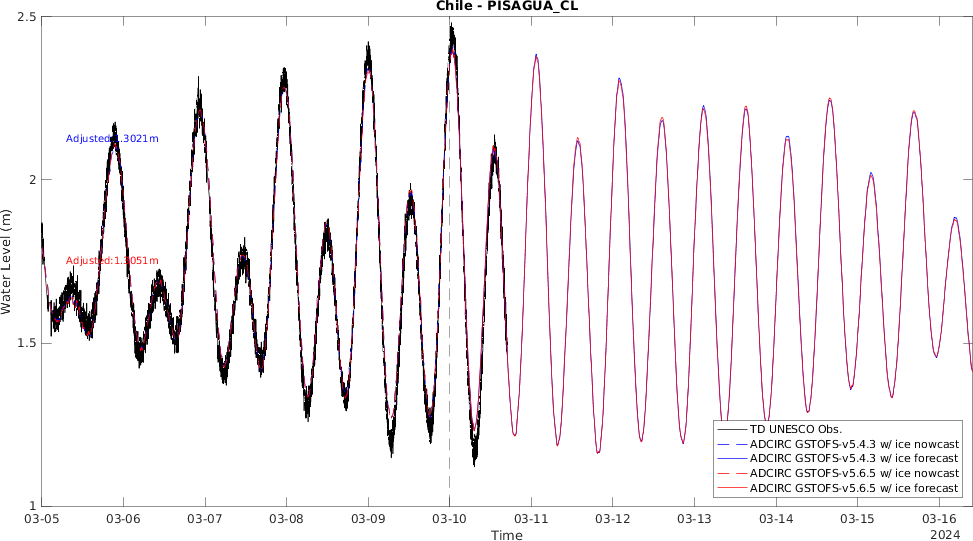 Chile - PISAGUA_CL
2.5
2
1.5
1
Water Level (m)
Adjusted:1.3021m
Adjusted:1.3051m
TD UNESCO Obs.
ADCIRC GSTOFS-v5.4.3 w/ ice nowcast
ADCIRC GSTOFS-v5.4.3 w/ ice forecast
ADCIRC GSTOFS-v5.6.5 w/ ice nowcast
ADCIRC GSTOFS-v5.6.5 w/ ice forecast
03-05 03-06 03-07 03-08 03-09 03-10 03-11 03-12 03-13 03-14 03-15 03-16
Time
2024